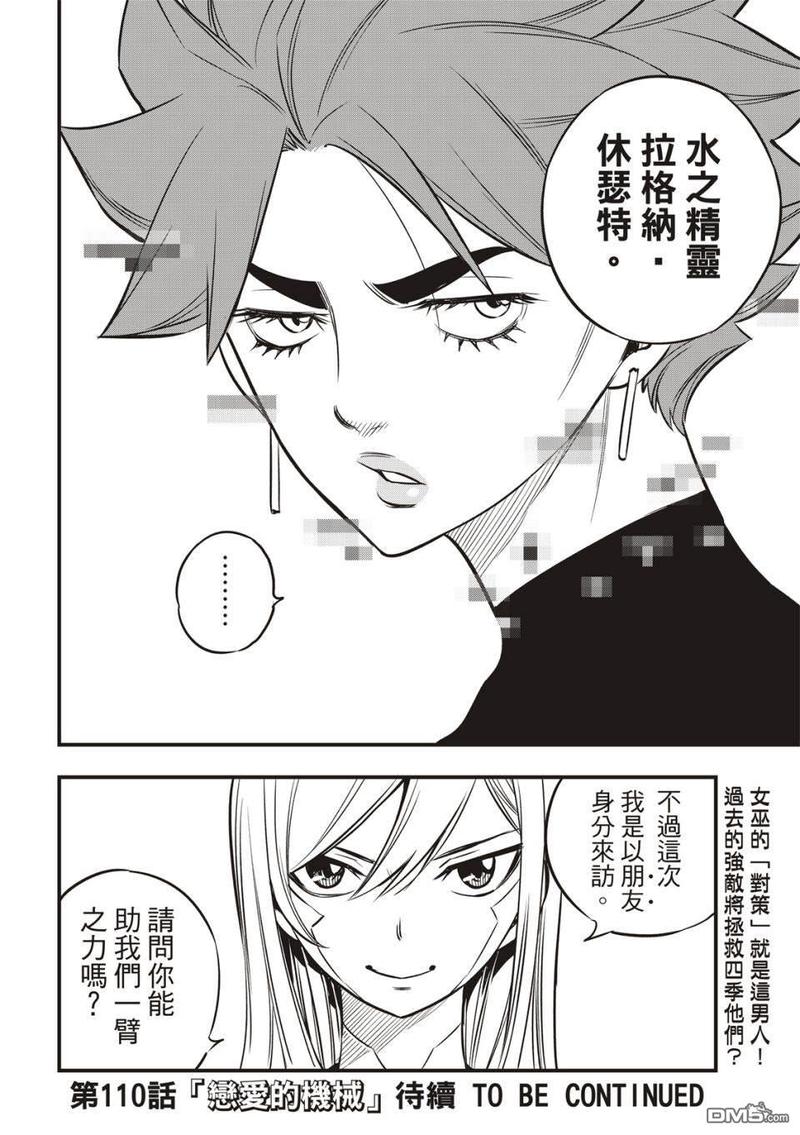 水之精靈
拉格納・
休瑟特。
………
不過這次
我是以朋友
身分來訪。
請問你能
助我們一臂
之力嗎？
女巫的「對策」就是這男人！
過去的強敵將拯救四季他們？
第110話「戀愛的機械」待續 TO BE CONTINUED
DM5.com